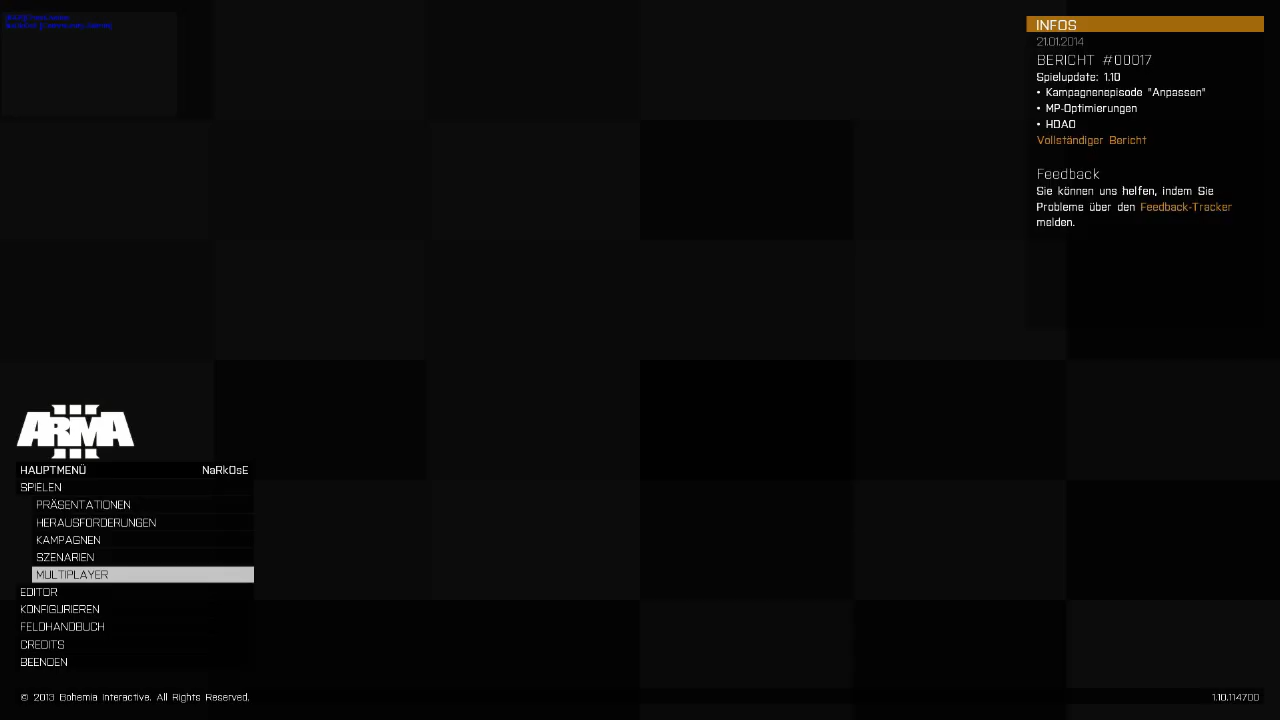 INFOS
21.01.2014
BERICHT #00017
Spielupdate: 1.10
• Kampagnenepisode "Anpassen"
• MP-Optimierungen
• HDAO
Vollständiger Bericht
Feedback
Sie können uns helfen, indem Sie
Probleme über den Feedback-Tracker
melden.
ARMA III
HAUPTMENÜ NaRkOsE
SPIELEN
PRÄSENTATIONEN
HERAUSFORDERUNGEN
KAMPAGNEN
SZENARIEN
MULTIPLAYER
EDITOR
KONFIGURIEREN
FELDHANDBUCH
CREDITS
BEENDEN
© 2013 Bohemia Interactive. All Rights Reserved.
1.10.114700